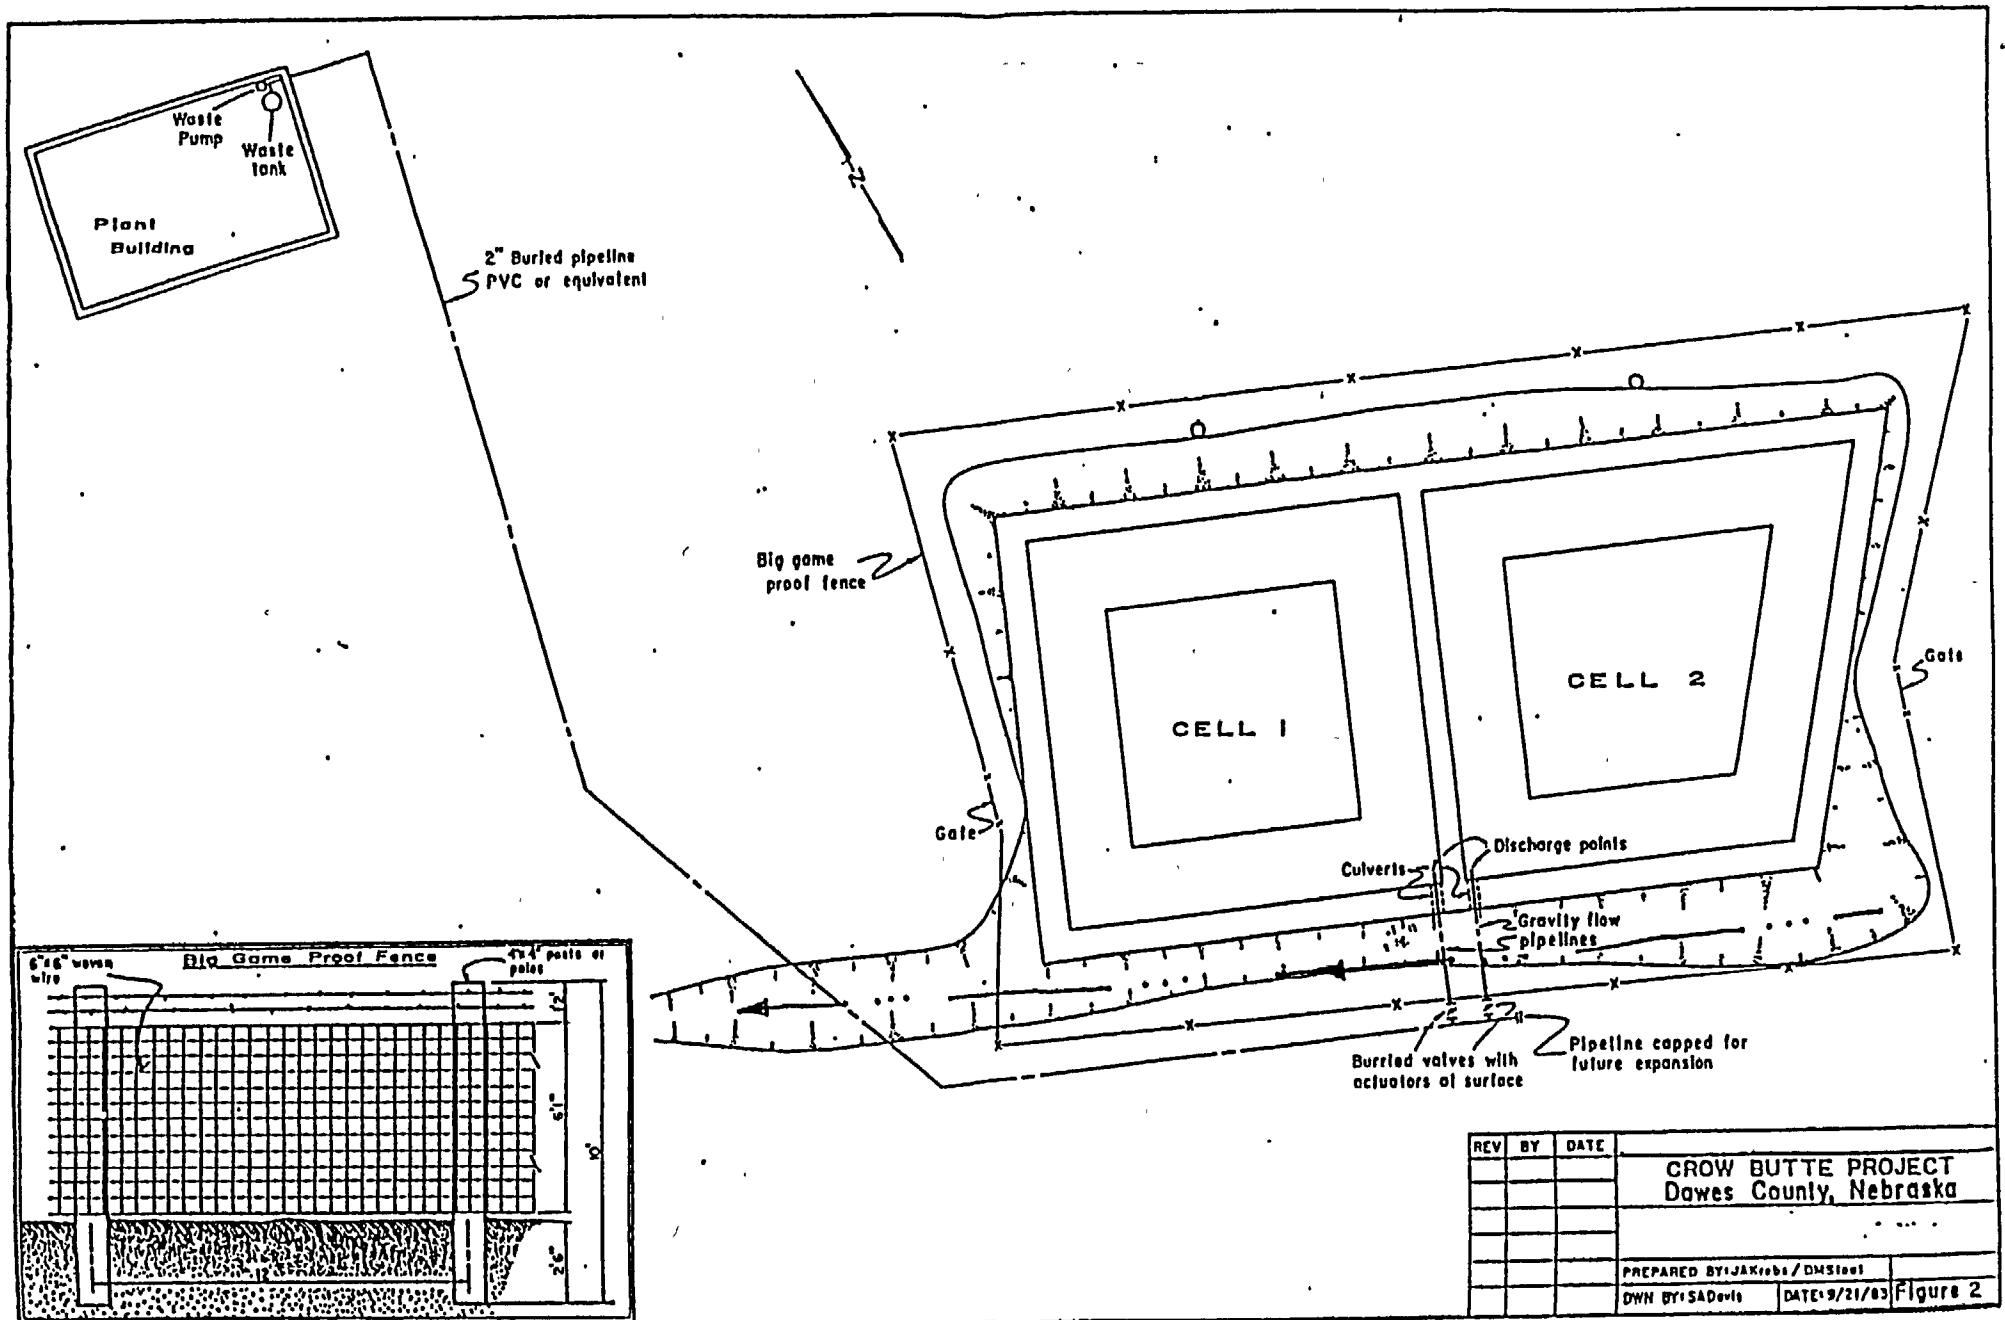 Waste
Pump
Waste
tank
Plant
Building
N
2" Buried pipeline
PVC or equivalent
Big game
proof fence
CELL 1
CELL 2
Gate
Gate
Discharge points
Culverts
Gravity flow
pipelines
Pipeline capped for
future expansion
Burried valves with
actuators at surface
Big Game Proof Fence
6"x6" woven
wire
4"x4" posts or
poles
10'
2'6"
12'
REV BY DATE
CROW BUTTE PROJECT
Dawes County, Nebraska
PREPARED BY:
DWN BY: SADavis
DATE: 9/21/83
Figure 2